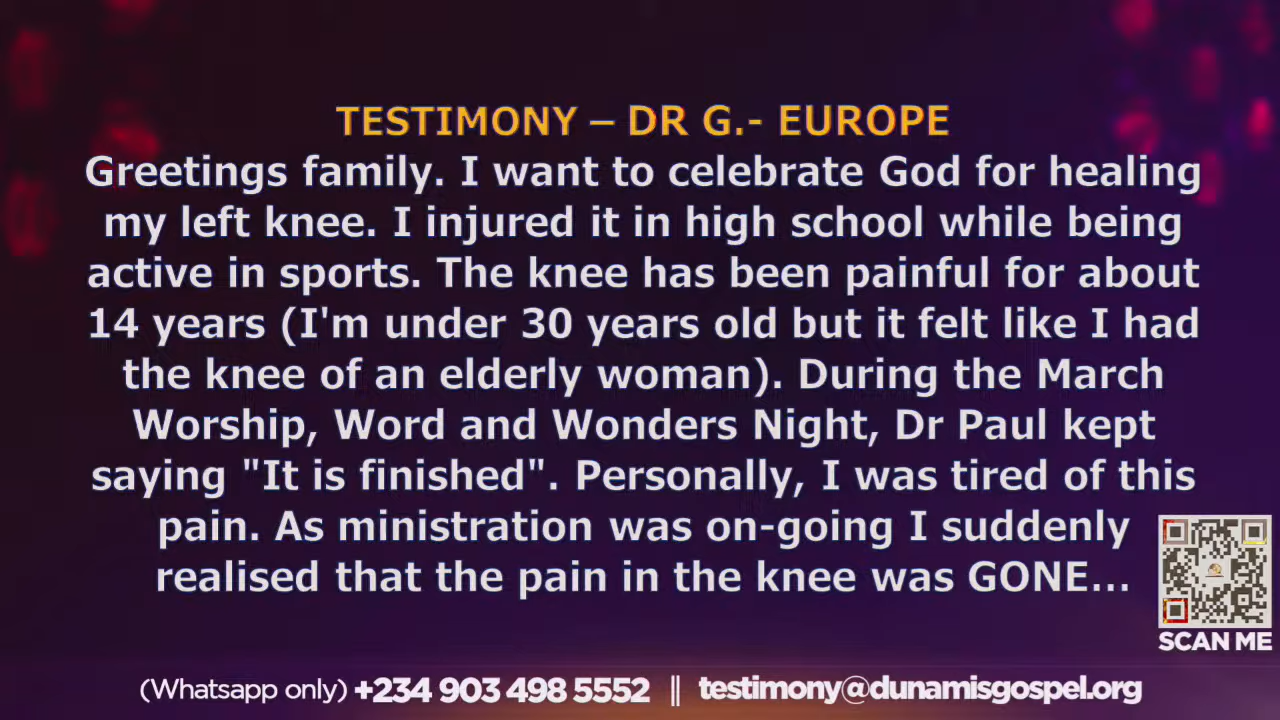 TESTIMONY – DR G.- EUROPE
Greetings family. I want to celebrate God for healing
my left knee. I injured it in high school while being
active in sports. The knee has been painful for about
14 years (I'm under 30 years old but it felt like I had
the knee of an elderly woman). During the March
Worship, Word and Wonders Night, Dr Paul kept
saying "It is finished". Personally, I was tired of this
pain. As ministration was on-going I suddenly
realised that the pain in the knee was GONE...
SCAN ME
(Whatsapp only) +234 903 498 5552 || testimony@dunamisgospel.org